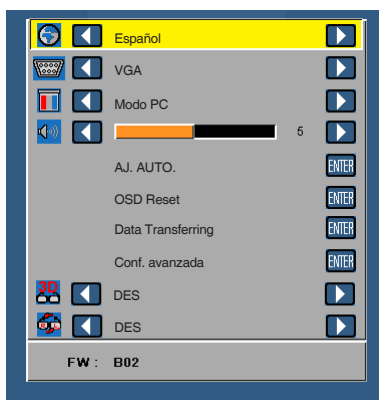 Español
VGA
Modo PC
5
AJ. AUTO. ENTER
OSD Reset ENTER
Data Transferring ENTER
Conf. avanzada ENTER
3D DES
DES
FW : B02